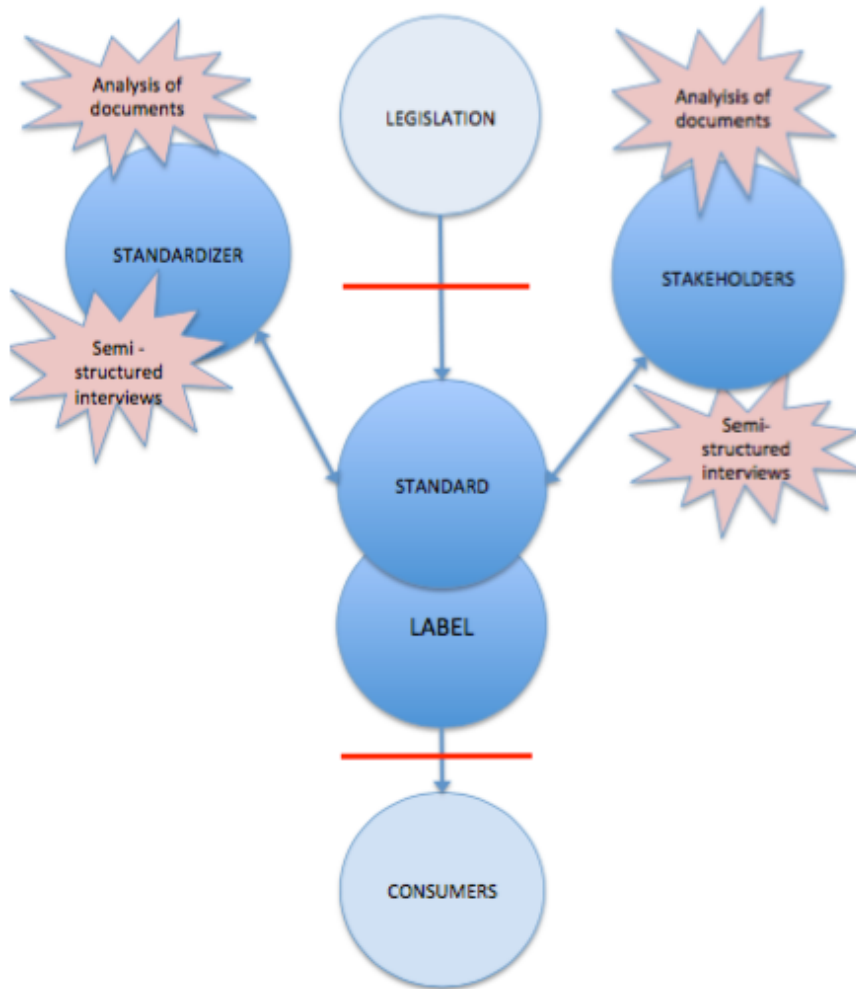 Analysis of
documents
LEGISLATION
Analyisis of
documents
STANDARDIZER
STAKEHOLDERS
Semi -
structured
interviews
Semi-
structured
interviews
STANDARD
LABEL
CONSUMERS